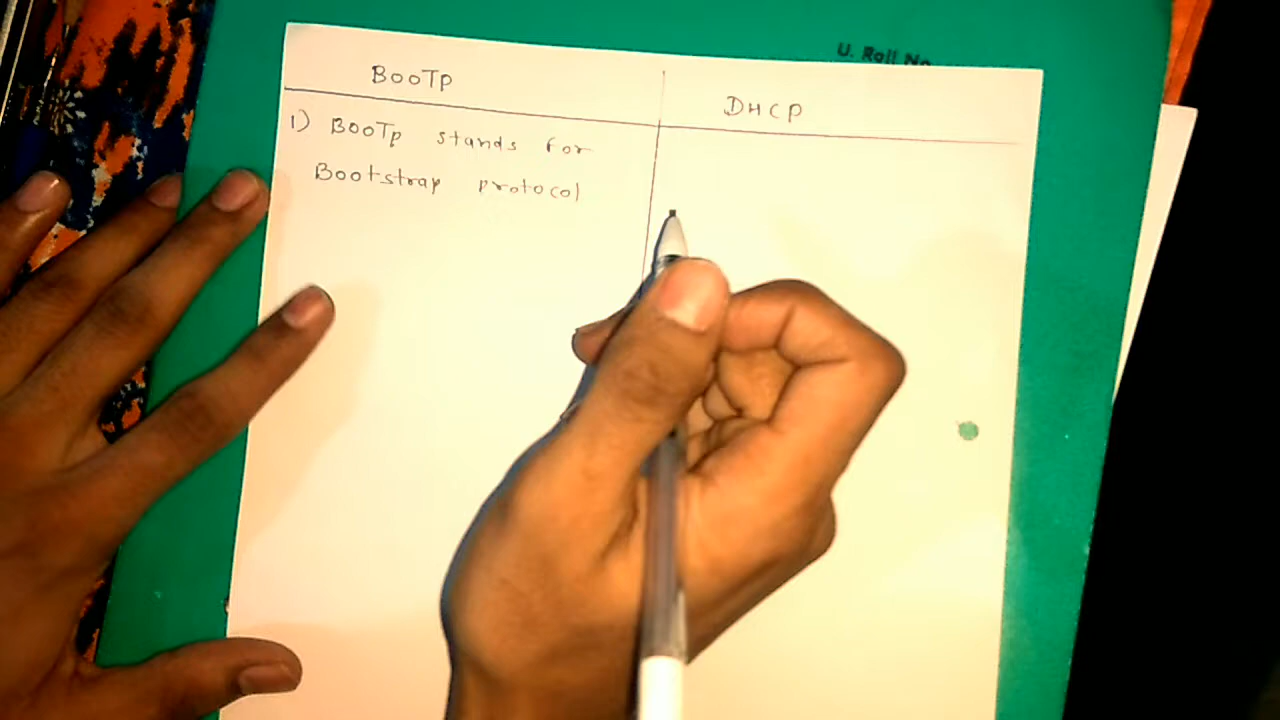 U. Roll No
BooTp
DHCP
1) BooTp stands for
Bootstrap protocol